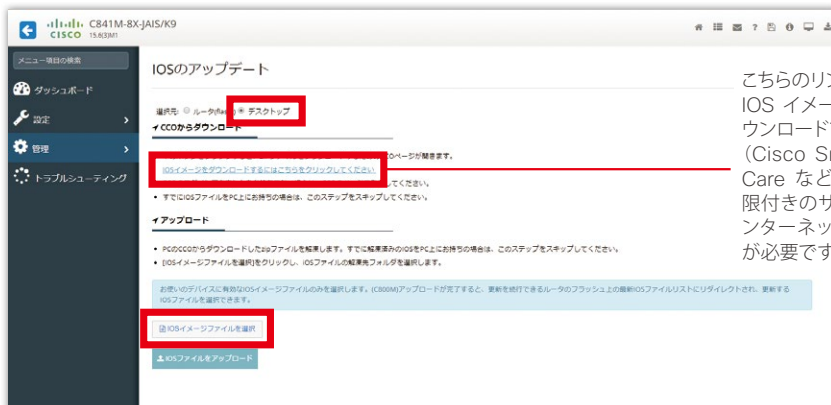 C841M-8X-JAIS/K9
CISCO 15.6(3)M1
メニュー項目の検索
ダッシュボード
設定
管理
トラブルシューティング
IOSのアップデート
選択元: ルータ(flash) デスクトップ
CCOからダウンロード
ページが開きます。
IOSイメージをダウンロードするにはこちらをクリックしてください
してください。
すでにIOSファイルをPC上にお持ちの場合は、このステップをスキップしてください。
アップロード
PCのCCOからダウンロードしたzipファイルを解凍します。すでに解凍済みのIOSをPC上にお持ちの場合は、このステップをスキップしてください。
[IOSイメージファイルを選択]をクリックし、IOSファイルの解凍先フォルダを選択します。
お使いのデバイスに有効なIOSイメージファイルのみを選択します。(C800M)アップロードが完了すると、更新を続行できるルータのフラッシュ上の最新IOSファイルリストにリダイレクトされ、更新する
IOSファイルを選択できます。
IOSイメージファイルを選択
IOSファイルをアップロード
こちらのリン
IOS イメー
ウンロードで
(Cisco Sm
Care など
限付きのサ
ンターネッ
が必要です